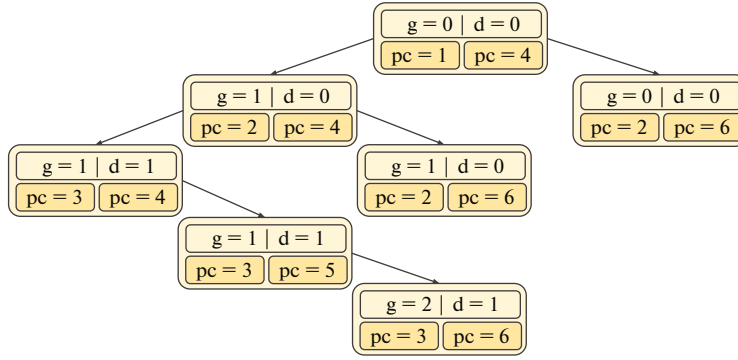 g = 0 | d = 0
pc = 1 pc = 4
g = 1 | d = 0
pc = 2 pc = 4
g = 0 | d = 0
pc = 2 pc = 6
g = 1 | d = 1
pc = 3 pc = 4
g = 1 | d = 0
pc = 2 pc = 6
g = 1 | d = 1
pc = 3 pc = 5
g = 2 | d = 1
pc = 3 pc = 6